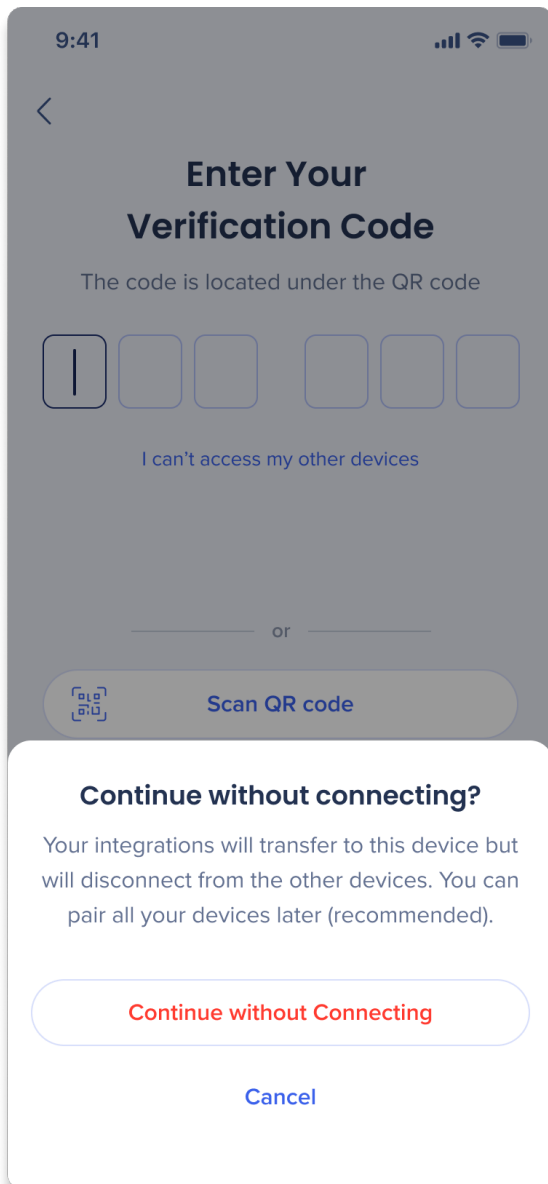 9:41
Enter Your
Verification Code
The code is located under the QR code
I can't access my other devices
or
Scan QR code
Continue without connecting?
Your integrations will transfer to this device but
will disconnect from the other devices. You can
pair all your devices later (recommended).
Continue without Connecting
Cancel